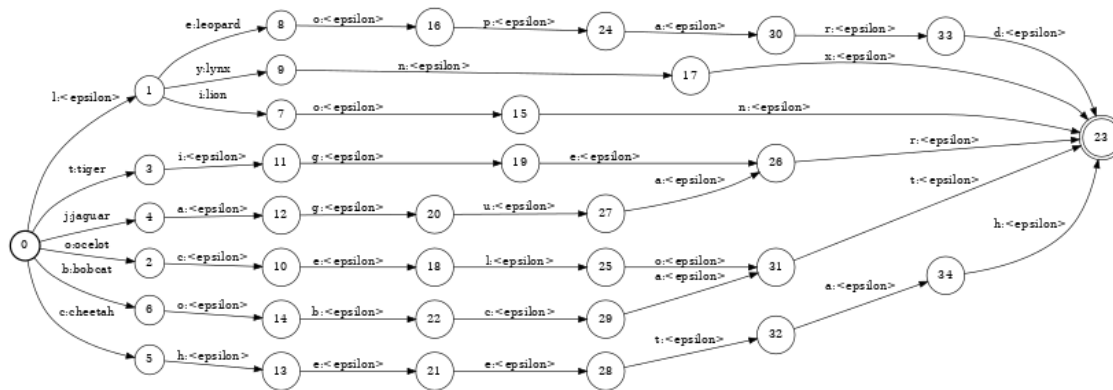 e:leopard
8
o:<epsilon>
16
p:<epsilon>
24
a:<epsilon>
30
r:<epsilon>
33
d:<epsilon>
y:lynx
9
n:<epsilon>
17
x:<epsilon>
l:<epsilon>
1
i:lion
7
o:<epsilon>
15
n:<epsilon>
23
t:tiger
3
i:<epsilon>
11
g:<epsilon>
19
e:<epsilon>
26
r:<epsilon>
j:jaguar
4
a:<epsilon>
12
g:<epsilon>
20
u:<epsilon>
27
a:<epsilon>
t:<epsilon>
0
o:ocelot
2
c:<epsilon>
10
e:<epsilon>
18
l:<epsilon>
25
o:<epsilon>
31
b:bobcat
6
o:<epsilon>
14
b:<epsilon>
22
c:<epsilon>
29
a:<epsilon>
c:cheetah
5
h:<epsilon>
13
e:<epsilon>
21
e:<epsilon>
28
t:<epsilon>
32
a:<epsilon>
34
h:<epsilon>